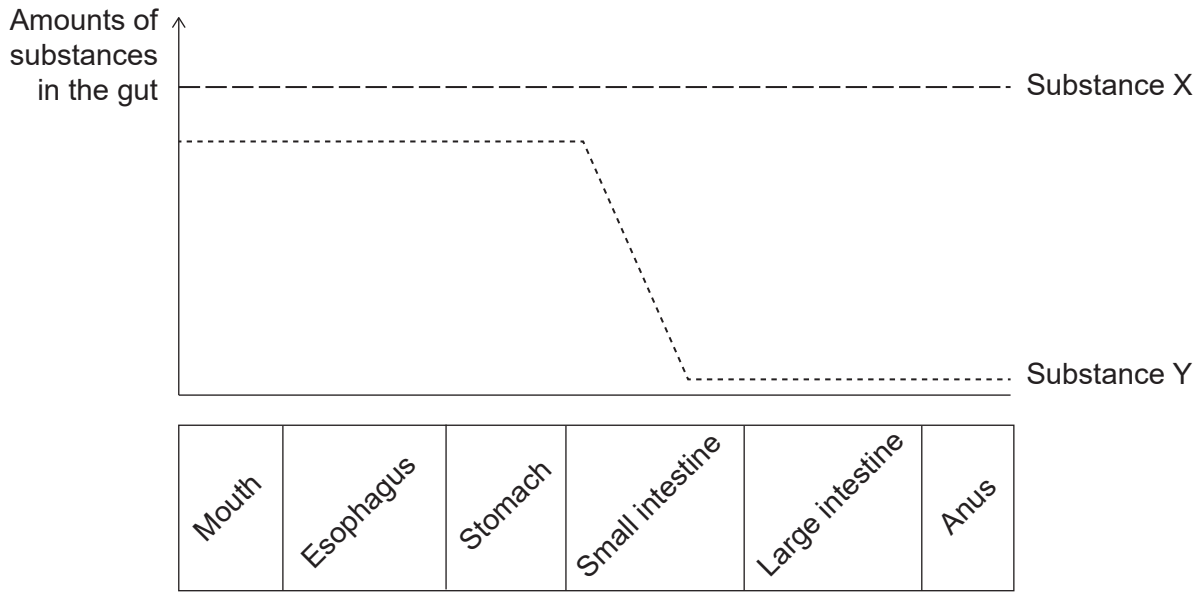 Amounts of
substances
in the gut
Substance X
Substance Y
Mouth
Esophagus
Stomach
Small intestine
Large intestine
Anus